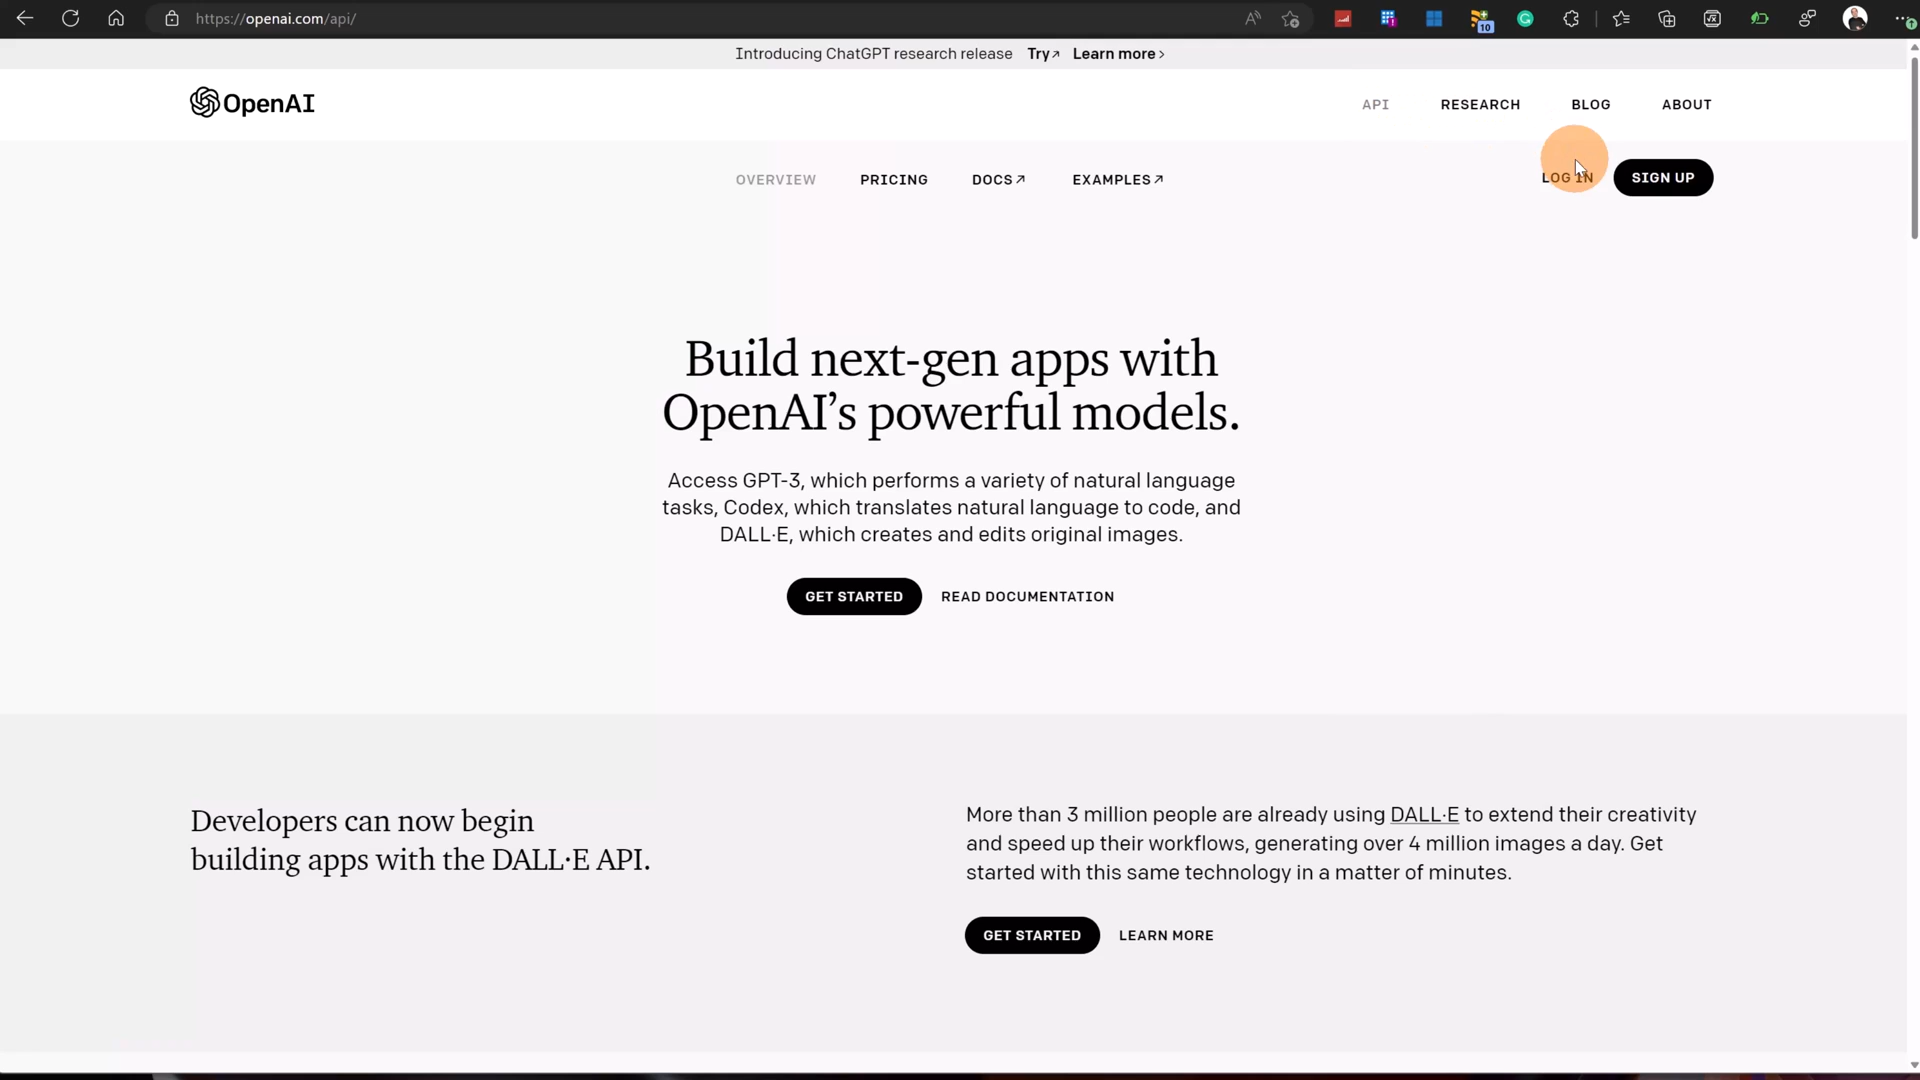 https://openai.com/api/
10
Introducing ChatGPT research release Try↗ Learn more ›
OpenAI
API RESEARCH BLOG ABOUT
OVERVIEW PRICING DOCS↗ EXAMPLES↗ LOG IN SIGN UP
Build next-gen apps with
OpenAI’s powerful models.
Access GPT-3, which performs a variety of natural language
tasks, Codex, which translates natural language to code, and
DALL·E, which creates and edits original images.
GET STARTED READ DOCUMENTATION
Developers can now begin
building apps with the DALL·E API.
More than 3 million people are already using DALL·E to extend their creativity
and speed up their workflows, generating over 4 million images a day. Get
started with this same technology in a matter of minutes.
GET STARTED LEARN MORE